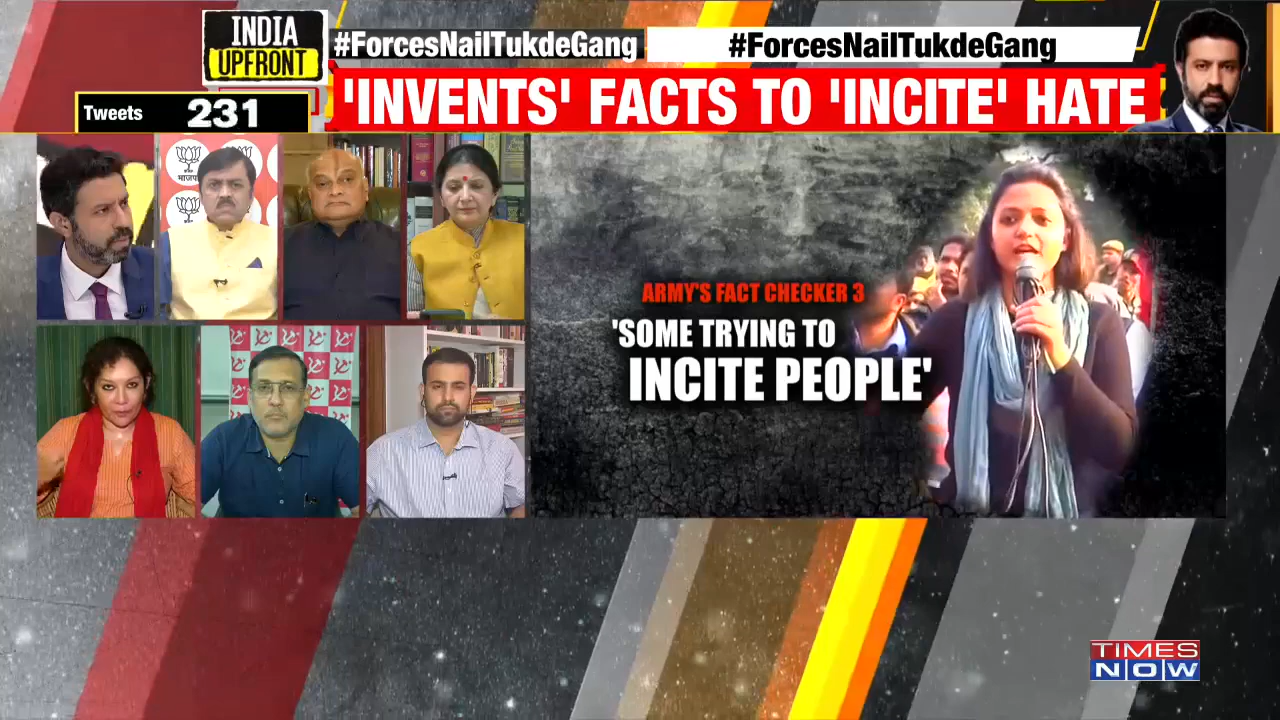 INDIA
UPFRONT
#ForcesNailTukdeGang
#ForcesNailTukdeGang
Tweets 231
'INVENTS' FACTS TO 'INCITE' HATE
भाजपा
ARMY'S FACT CHECKER 3
'SOME TRYING TO
INCITE PEOPLE'
TIMES
NOW